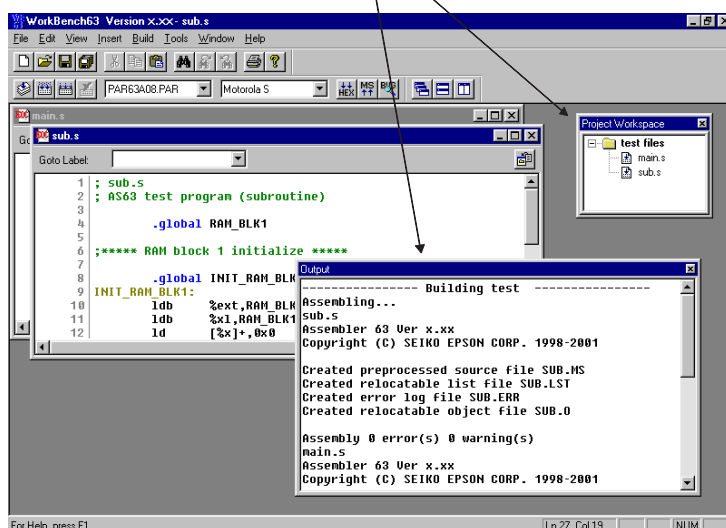 WorkBench63 Version X.XX - sub.s
File Edit View Insert Build Tools Window Help
PAR63A08.PAR
Motorola S
HEX
MS
BUG
main.s
sub.s
Goto Label:
1 ; sub.s
2 ; AS63 test program (subroutine)
3
4 .global RAM_BLK1
5
6 ;***** RAM block 1 initialize *****
7
8 .global INIT_RAM_BLK
9 INIT_RAM_BLK1:
10 ldb %ext,RAM_BLK
11 ldb %xl,RAM_BLK1
12 ld [%x]+,0x0
Project Workspace
test files
main.s
sub.s
Output
----------------- Building test -----------------
Assembling...
sub.s
Assembler 63 Ver x.xx
Copyright (C) SEIKO EPSON CORP. 1998-2001
Created preprocessed source file SUB.MS
Created relocatable list file SUB.LST
Created error log file SUB.ERR
Created relocatable object file SUB.O
Assembly 0 error(s) 0 warning(s)
main.s
Assembler 63 Ver x.xx
Copyright (C) SEIKO EPSON CORP. 1998-2001
For Help, press F1
Ln 27, Col 19
NUM